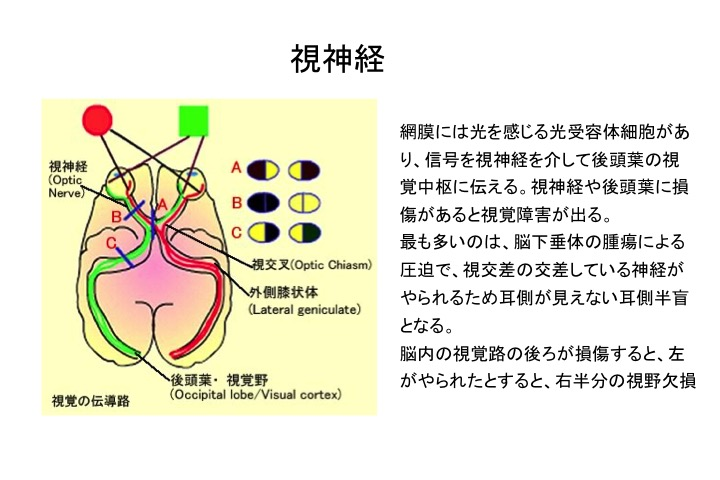 視神経
網膜には光を感じる光受容体細胞があ
り、信号を視神経を介して後頭葉の視
覚中枢に伝える。視神経や後頭葉に損
傷があると視覚障害が出る。
最も多いのは、脳下垂体の腫瘍による
圧迫で、視交差の交差している神経が
やられるため耳側が見えない耳側半盲
となる。
脳内の視覚路の後ろが損傷すると、左
がやられたとすると、右半分の視野欠損
視神経
(Optic
Nerve)
A
B
C
A
B
C
視交叉(Optic Chiasm)
外側膝状体
(Lateral geniculate)
後頭葉・視覚野
(Occipital lobe/Visual cortex)
視覚の伝導路